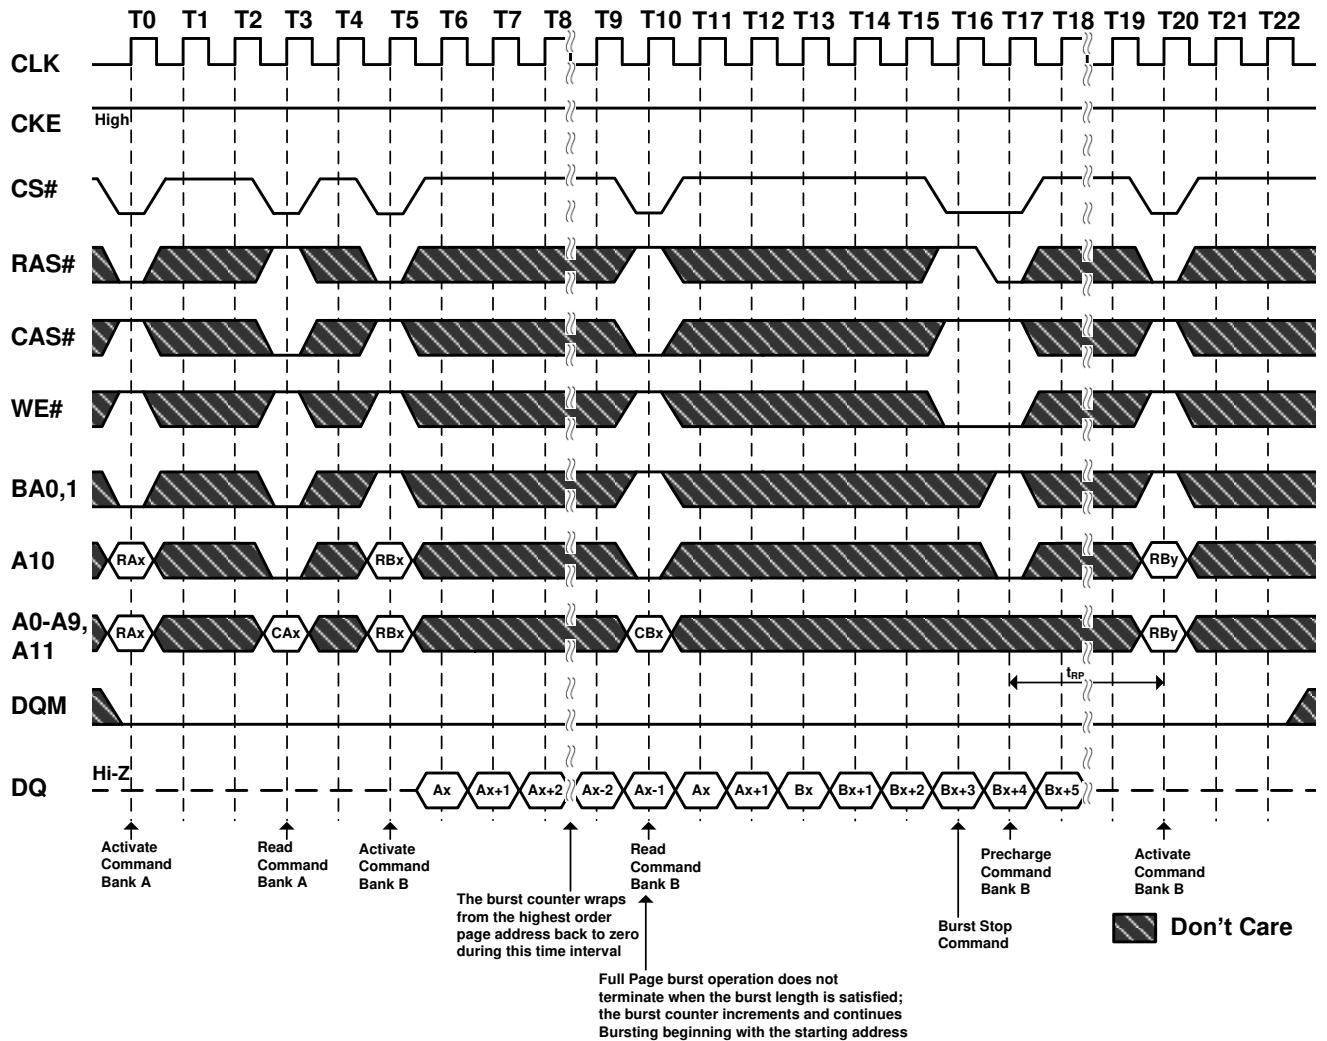 T0 T1 T2 T3 T4 T5 T6 T7 T8 T9 T10 T11 T12 T13 T14 T15 T16 T17 T18 T19 T20 T21 T22
CLK
CKE High
CS#
RAS#
CAS#
WE#
BA0,1
A10 RAx RBx RBy
A0-A9,
A11
RAx CAx RBx CBx RBy
tRP
DQM
Hi-Z
DQ Ax Ax+1 Ax+2 Ax-2 Ax-1 Ax Ax+1 Bx Bx+1 Bx+2 Bx+3 Bx+4 Bx+5
Activate
Command
Bank A
Read
Command
Bank A
Activate
Command
Bank B
The burst counter wraps
from the highest order
page address back to zero
during this time interval
Read
Command
Bank B
Full Page burst operation does not
terminate when the burst length is satisfied;
the burst counter increments and continues
Bursting beginning with the starting address
Burst Stop
Command
Precharge
Command
Bank B
Activate
Command
Bank B
Don't Care